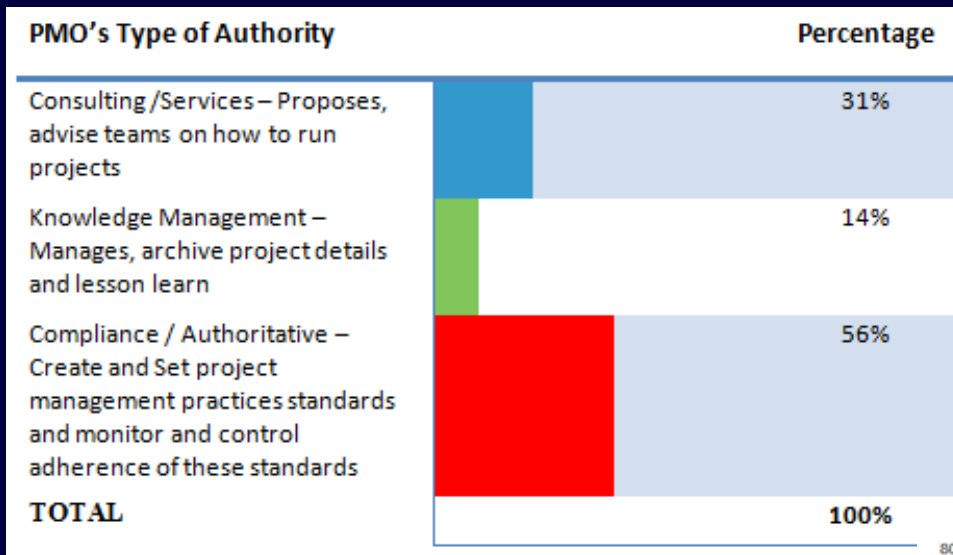 PMO's Type of Authority Percentage
Consulting /Services – Proposes, 31%
advise teams on how to run
projects
Knowledge Management – 14%
Manages, archive project details
and lesson learn
Compliance / Authoritative – 56%
Create and Set project
management practices standards
and monitor and control
adherence of these standards
TOTAL 100%
80